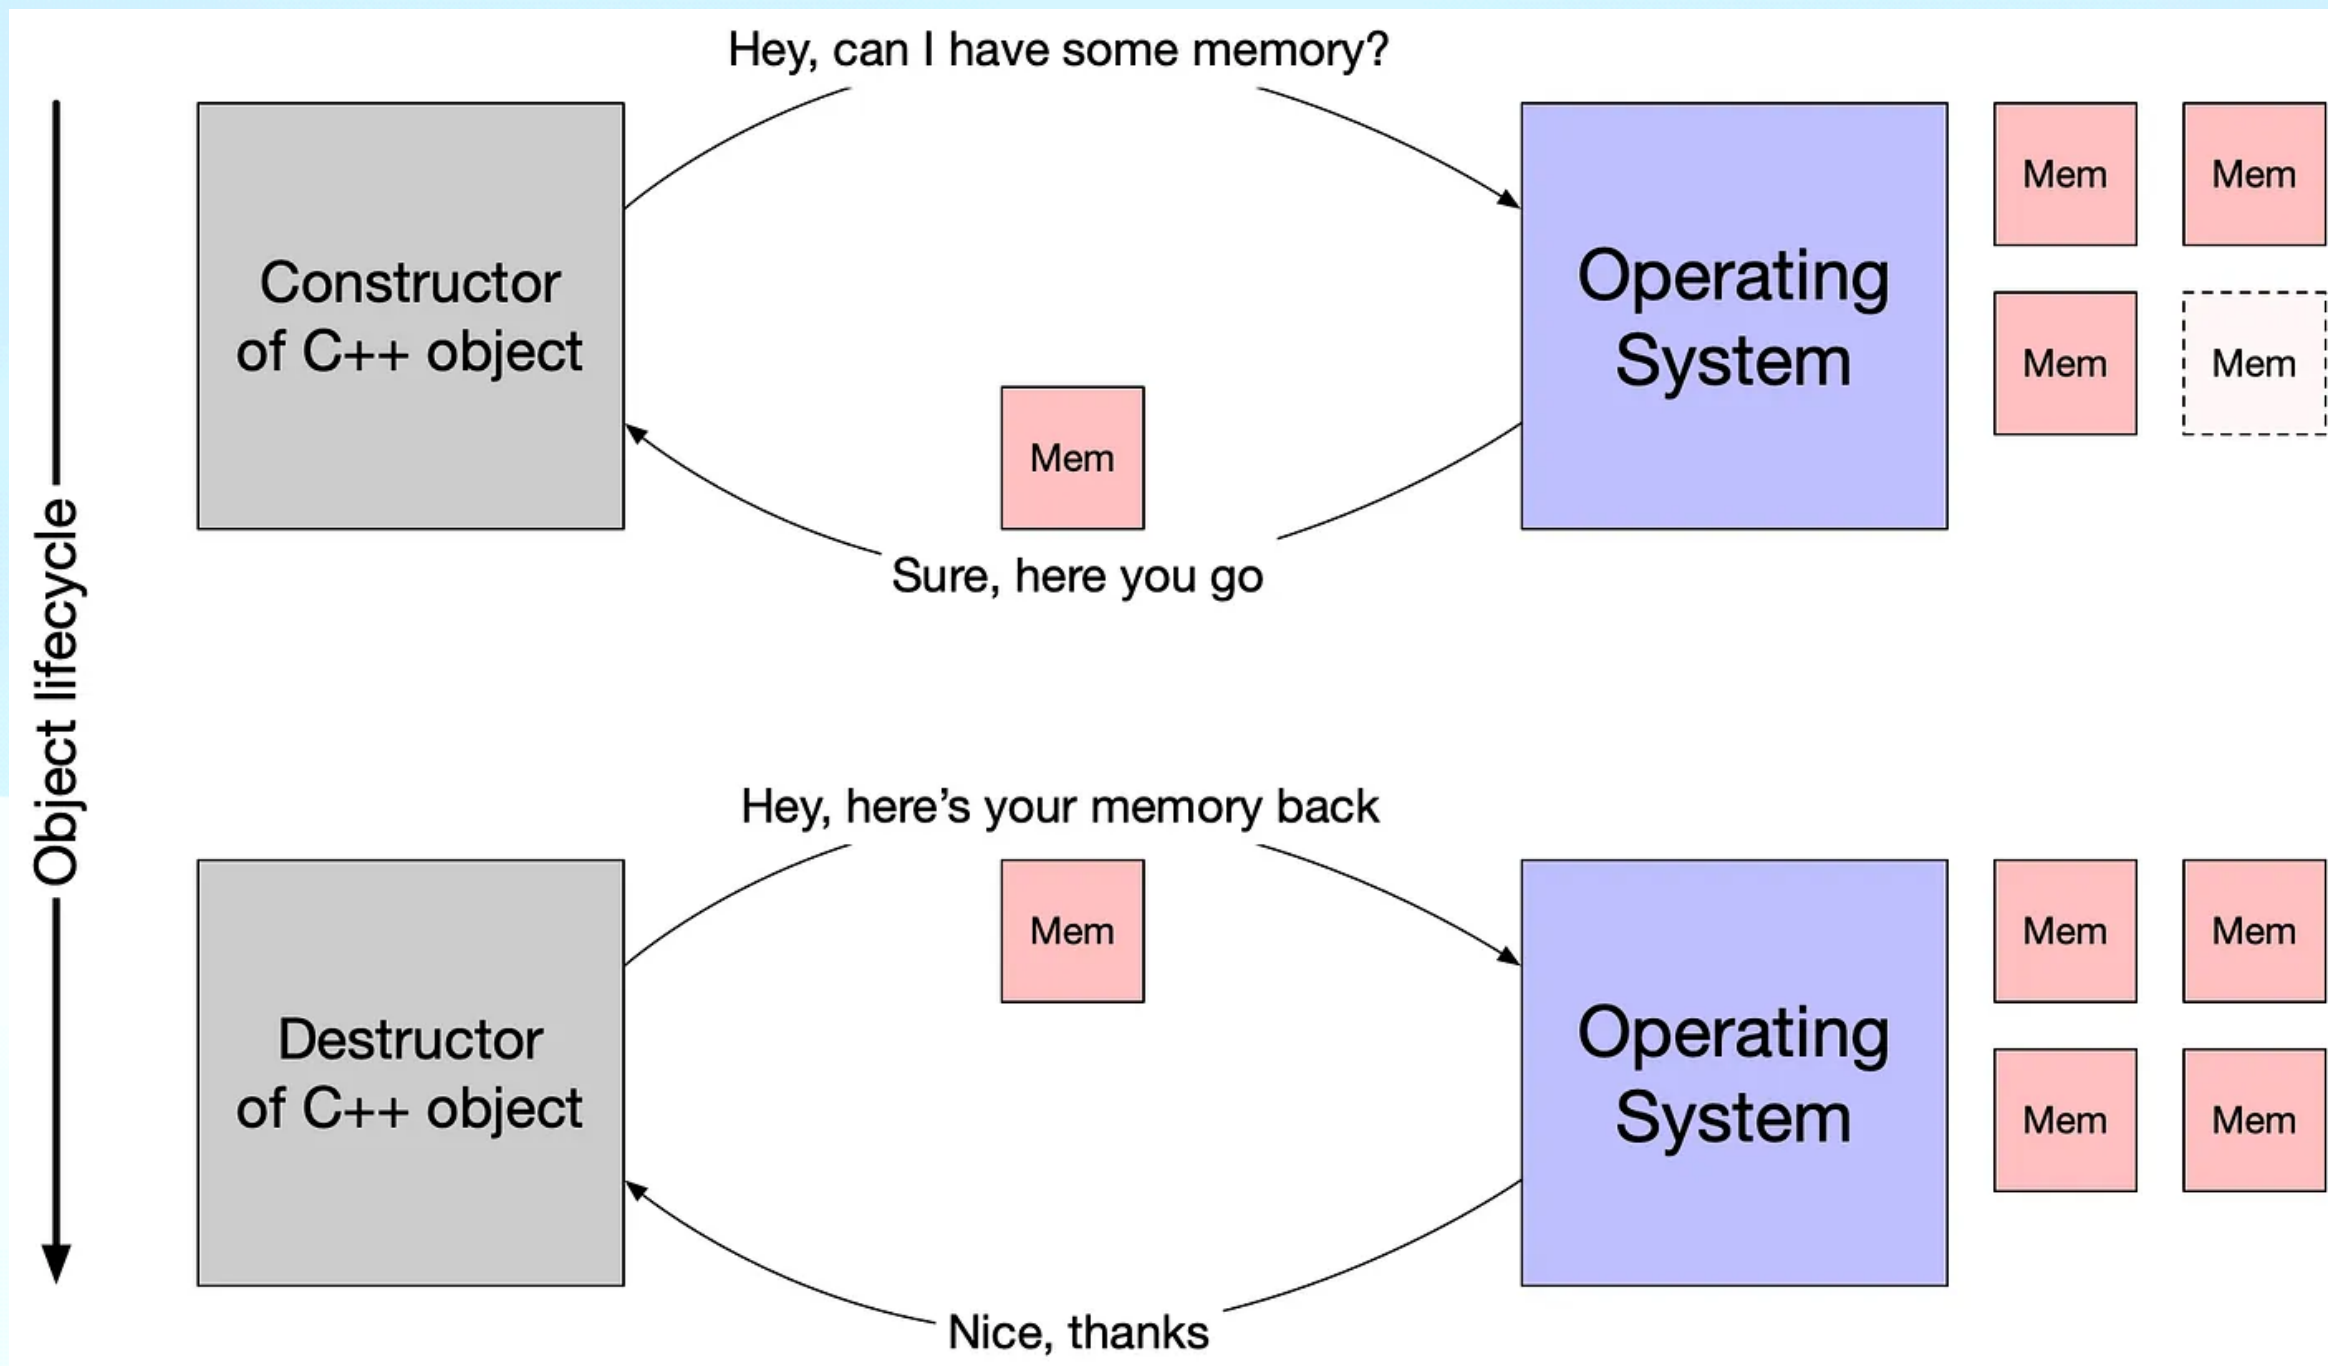 Hey, can I have some memory?
Constructor
of C++ object
Operating
System
Mem
Mem
Mem
Mem
Mem
Sure, here you go
Object lifecycle
Hey, here’s your memory back
Destructor
of C++ object
Mem
Operating
System
Mem
Mem
Mem
Mem
Nice, thanks